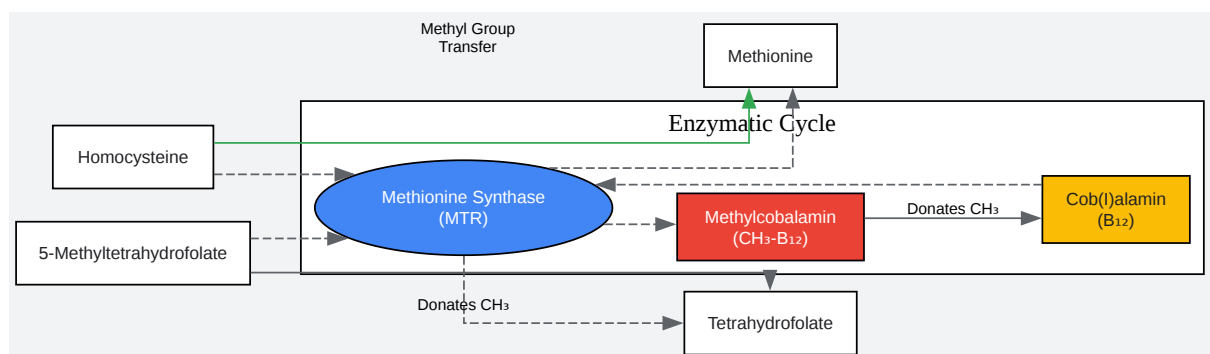 Methyl Group
Transfer
Methionine
Enzymatic Cycle
Homocysteine
Methionine Synthase
(MTR)
5-Methyltetrahydrofolate
Methylcobalamin
(CH₃-B₁₂)
Donates CH₃
Cob(I)alamin
(B₁₂)
Donates CH₃
Tetrahydrofolate